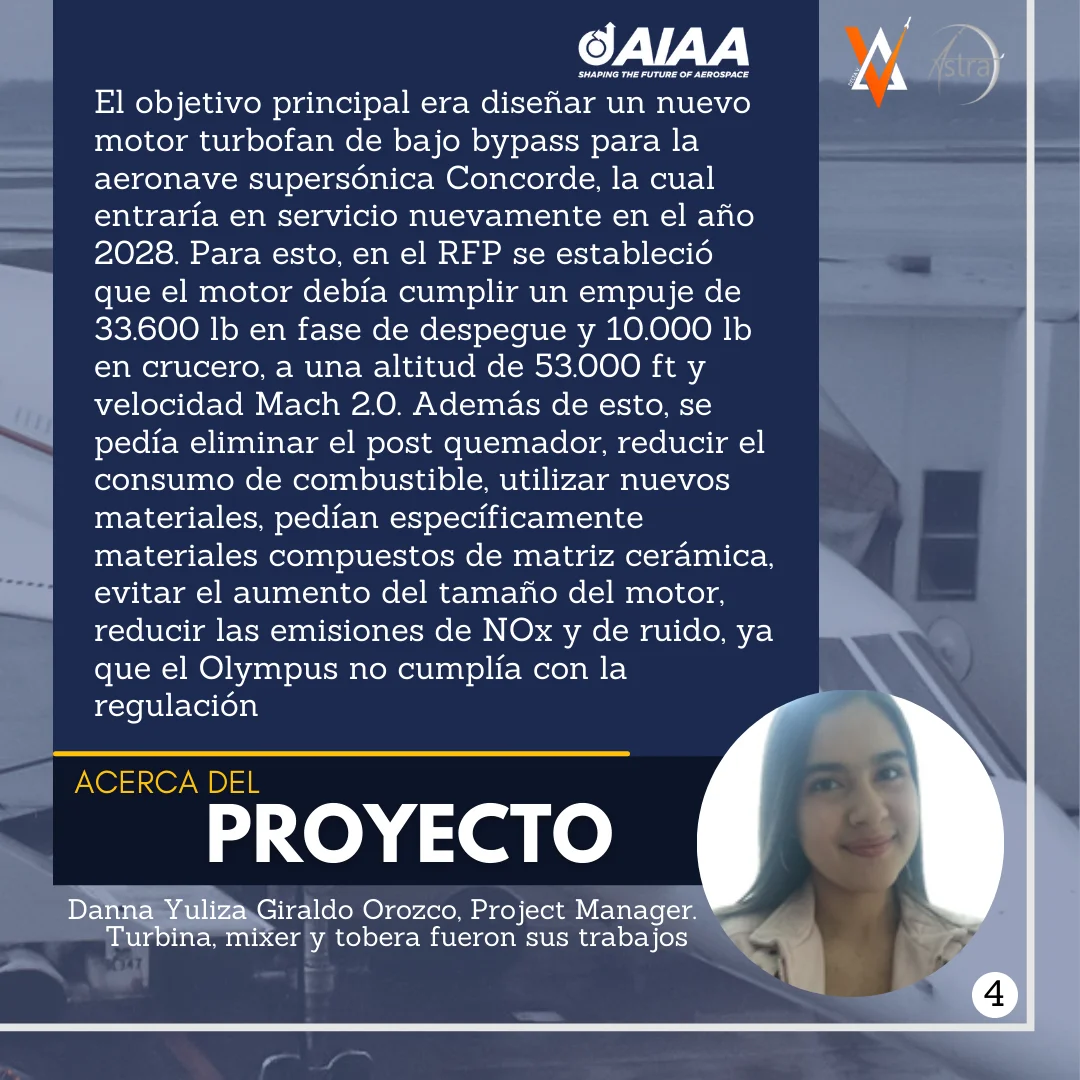 AIAA
SHAPING THE FUTURE OF AEROSPACE
El objetivo principal era diseñar un nuevo
motor turbofan de bajo bypass para la
aeronave supersónica Concorde, la cual
entraría en servicio nuevamente en el año
2028. Para esto, en el RFP se estableció
que el motor debía cumplir un empuje de
33.600 lb en fase de despegue y 10.000 lb
en crucero, a una altitud de 53.000 ft y
velocidad Mach 2.0. Además de esto, se
pedía eliminar el post quemador, reducir el
consumo de combustible, utilizar nuevos
materiales, pedían específicamente
materiales compuestos de matriz cerámica,
evitar el aumento del tamaño del motor,
reducir las emisiones de NOx y de ruido, ya
que el Olympus no cumplía con la
regulación
ACERCA DEL
PROYECTO
Danna Yuliza Giraldo Orozco, Project Manager.
Turbina, mixer y tobera fueron sus trabajos
4